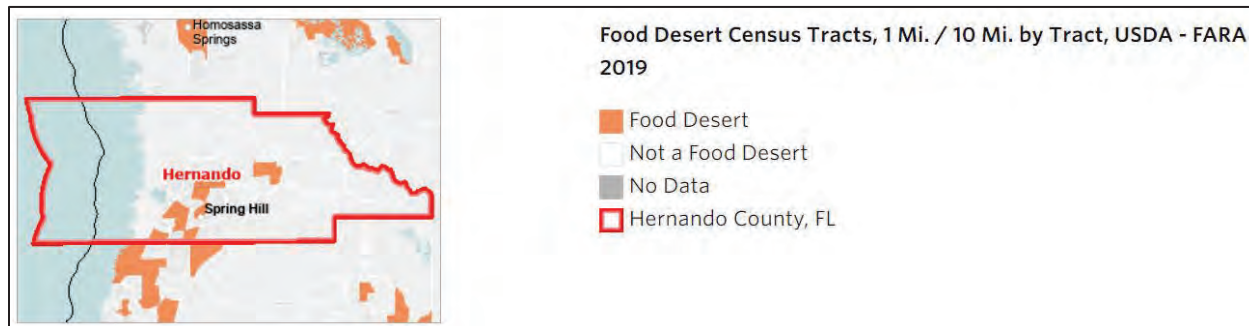 Homosassa
Springs
Hernando
Spring Hill
Food Desert Census Tracts, 1 Mi. / 10 Mi. by Tract, USDA - FARA
2019
Food Desert
Not a Food Desert
No Data
Hernando County, FL